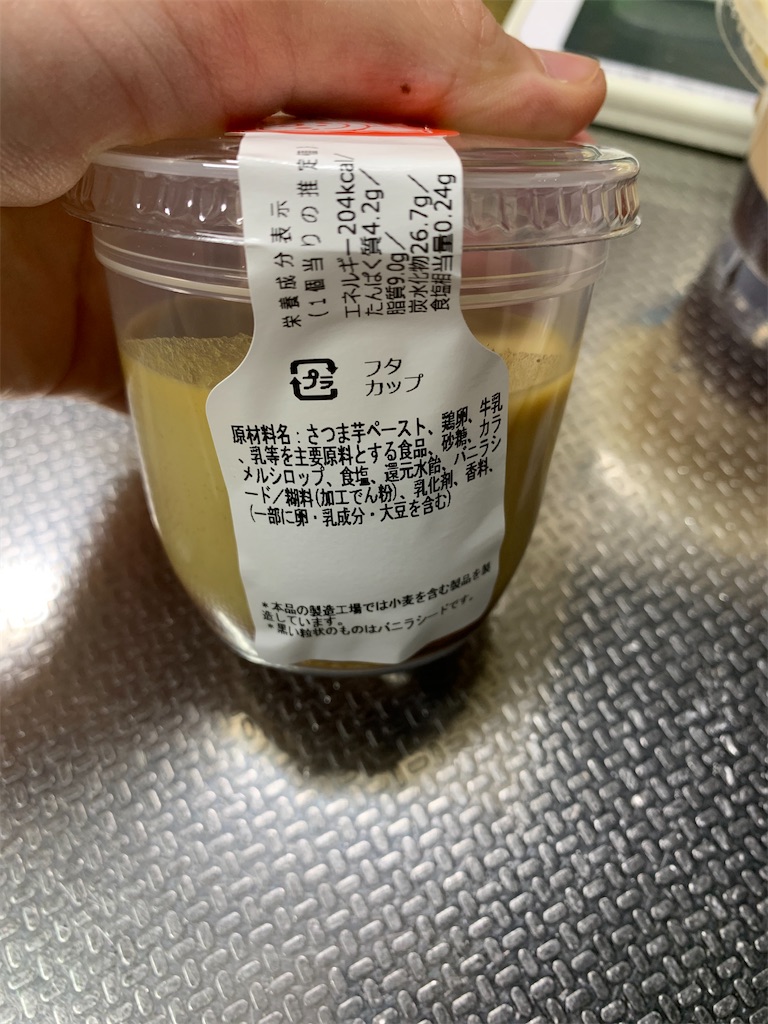 栄養成分表示
(1個当りの推定値)
エネルギー204kcal/
たんぱく質4.2g/
脂質9.0g/
炭水化物26.7g/
食塩相当量0.24g
プラ
フタ
カップ
原材料名:さつま芋ペースト、鶏卵、牛乳
、乳等を主要原料とする食品、砂糖、カラ
メルシロップ、食塩、還元水飴、バニラシ
ード/糊料(加工でん粉)、乳化剤、香料、
(一部に卵・乳成分・大豆を含む)
*本品の製造工場では小麦を含む製品を製
造しています。
*黒い粒状のものはバニラシードです。